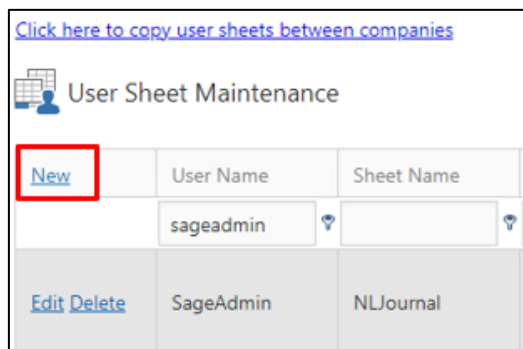 Click here to copy user sheets between companies
User Sheet Maintenance
New User Name Sheet Name
sageadmin
Edit Delete SageAdmin NLJournal